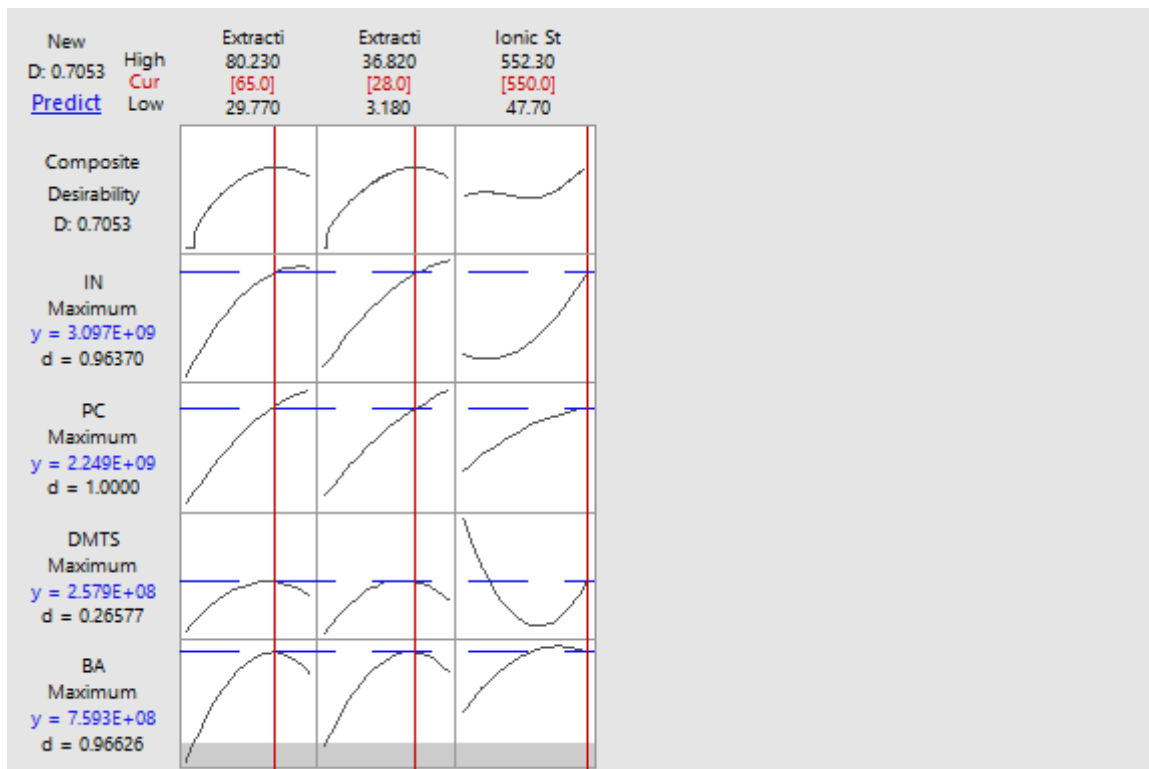 New
D: 0.7053
Predict
High
Cur
Low
Extracti
80.230
[65.0]
29.770
Extracti
36.820
[28.0]
3.180
Ionic St
552.30
[550.0]
47.70
Composite
Desirability
D: 0.7053
IN
Maximum
y = 3.097E+09
d = 0.96370
PC
Maximum
y = 2.249E+09
d = 1.0000
DMTS
Maximum
y = 2.579E+08
d = 0.26577
BA
Maximum
y = 7.593E+08
d = 0.96626